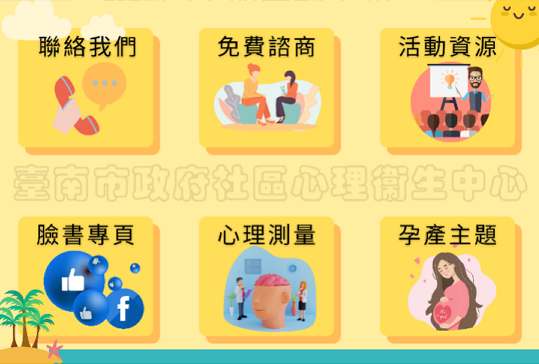 聯絡我們
免費諮商
活動資源
臺南市政府社區心理衛生中心
臉書專頁
心理測量
孕產主題